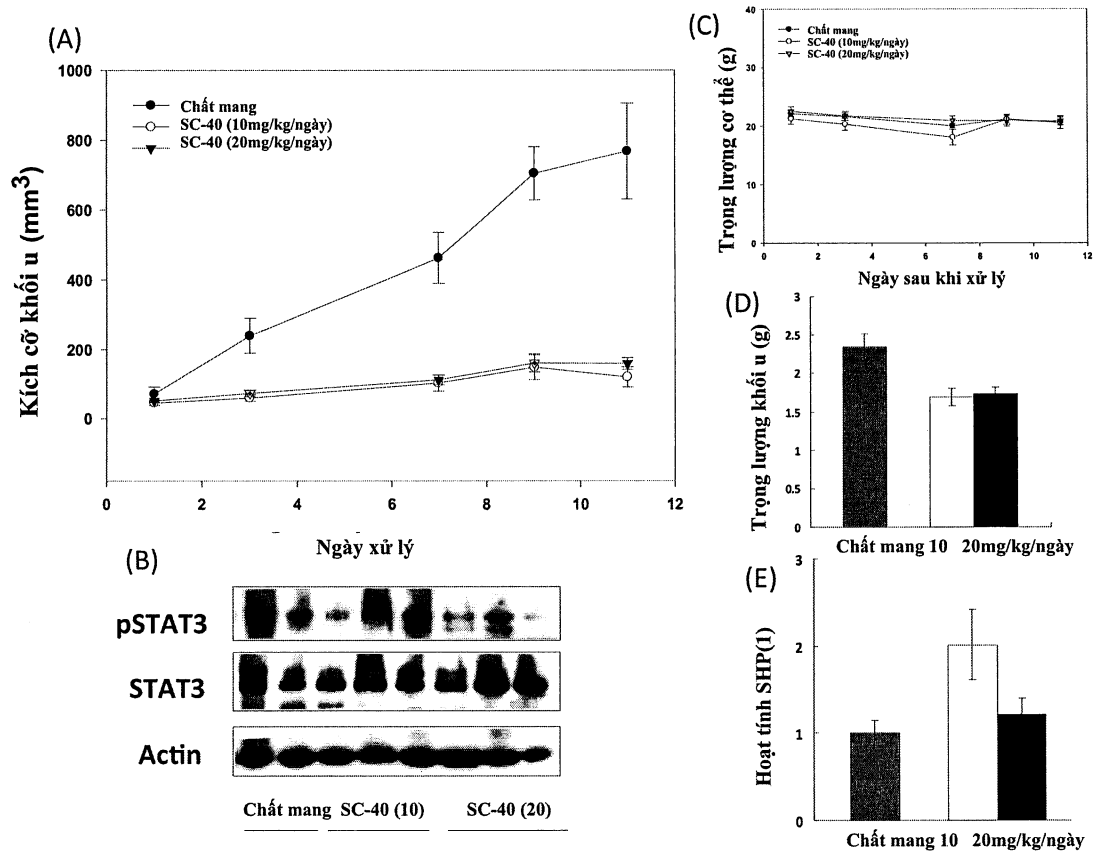 (A)
Kích cỡ khối u (mm³)
1000
800
600
400
200
0
Chất mang
SC-40 (10mg/kg/ngày)
SC-40 (20mg/kg/ngày)
0 2 4 6 8 10 12
Ngày xử lý
(B)
pSTAT3
STAT3
Actin
Chất mang SC-40 (10) SC-40 (20)
(C)
Trọng lượng cơ thể (g)
40
30
20
10
0
Chất mang
SC-40 (10mg/kg/ngày)
SC-40 (20mg/kg/ngày)
0 2 4 6 8 10 12
Ngày sau khi xử lý
(D)
Trọng lượng khối u (g)
3
2.5
2
1.5
1
0.5
0
Chất mang 10 20mg/kg/ngày
(E)
Hoạt tính SHP(1)
3
2
1
0
Chất mang 10 20mg/kg/ngày